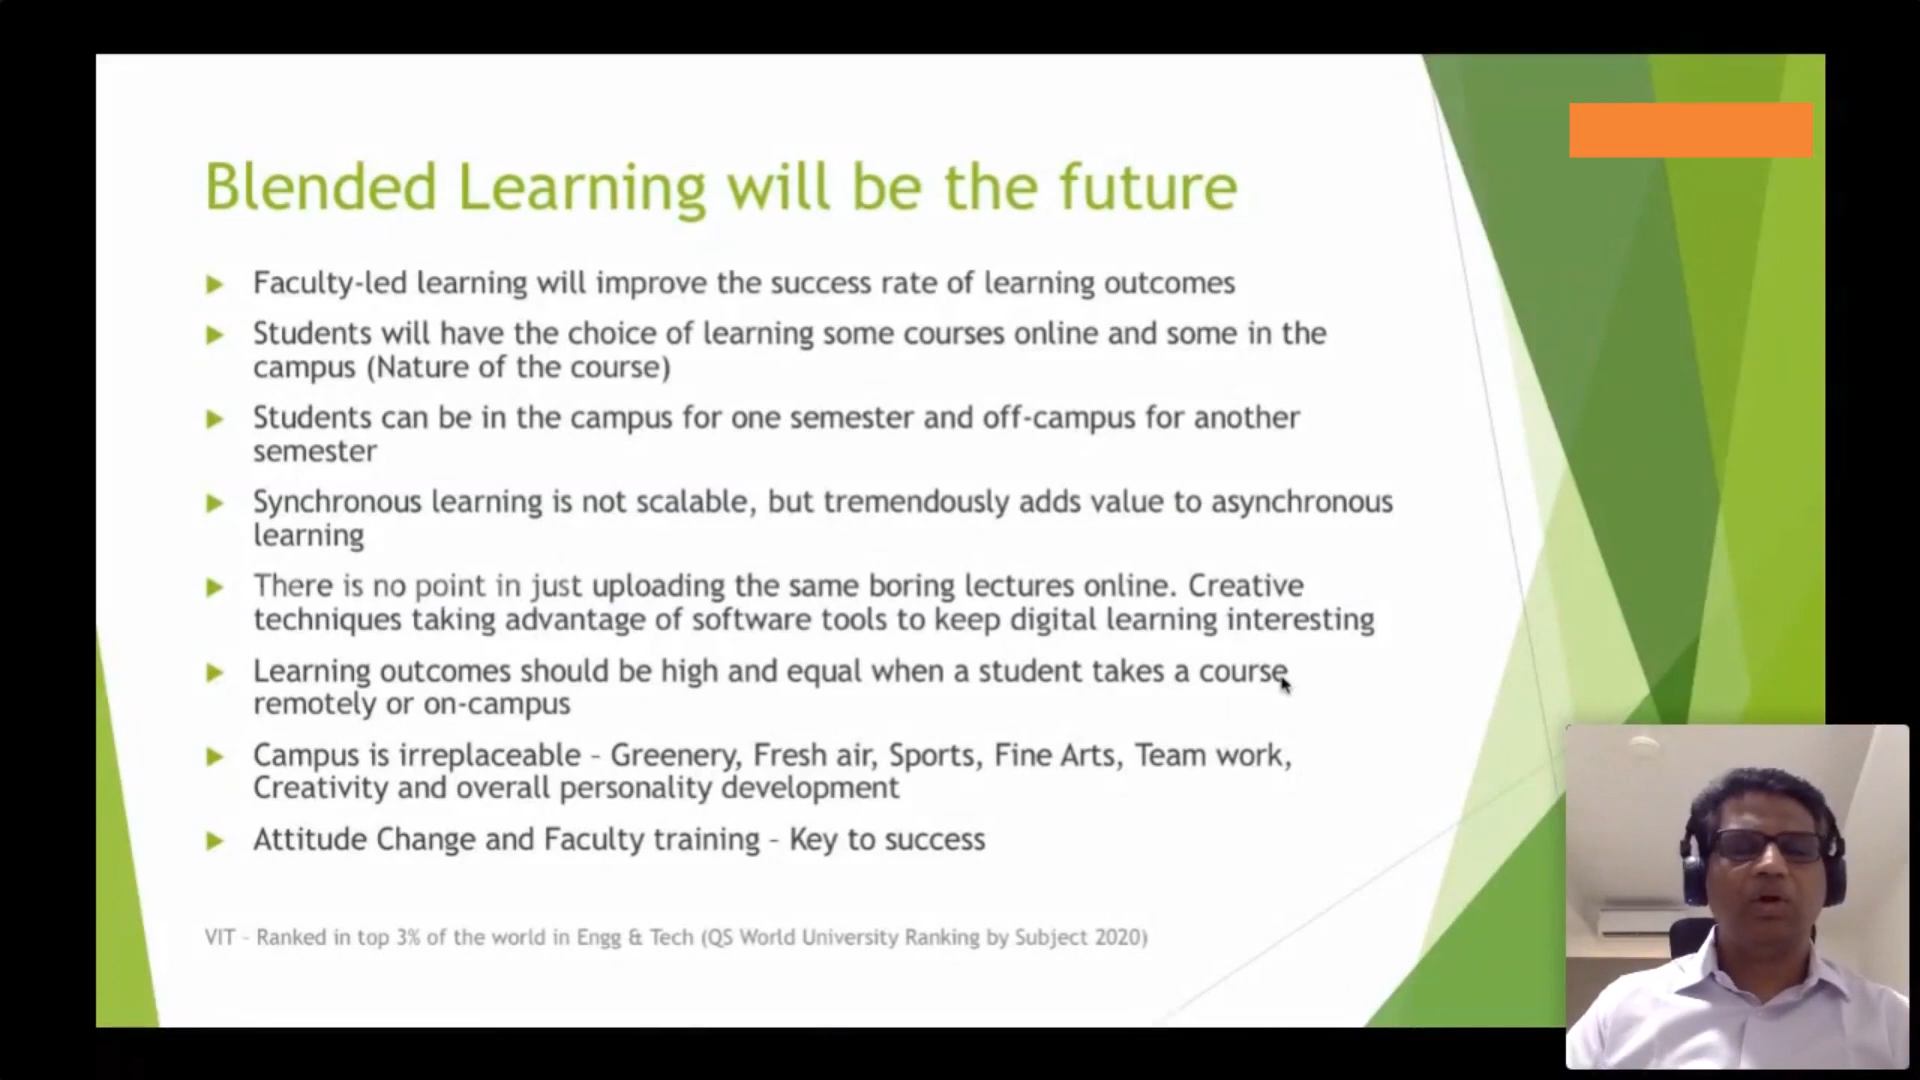 Blended Learning will be the future
Faculty-led learning will improve the success rate of learning outcomes
Students will have the choice of learning some courses online and some in the
campus (Nature of the course)
Students can be in the campus for one semester and off-campus for another
semester
Synchronous learning is not scalable, but tremendously adds value to asynchronous
learning
There is no point in just uploading the same boring lectures online. Creative
techniques taking advantage of software tools to keep digital learning interesting
Learning outcomes should be high and equal when a student takes a course
remotely or on-campus
Campus is irreplaceable – Greenery, Fresh air, Sports, Fine Arts, Team work,
Creativity and overall personality development
Attitude Change and Faculty training – Key to success
VIT – Ranked in top 3% of the world in Engg & Tech (QS World University Ranking by Subject 2020)